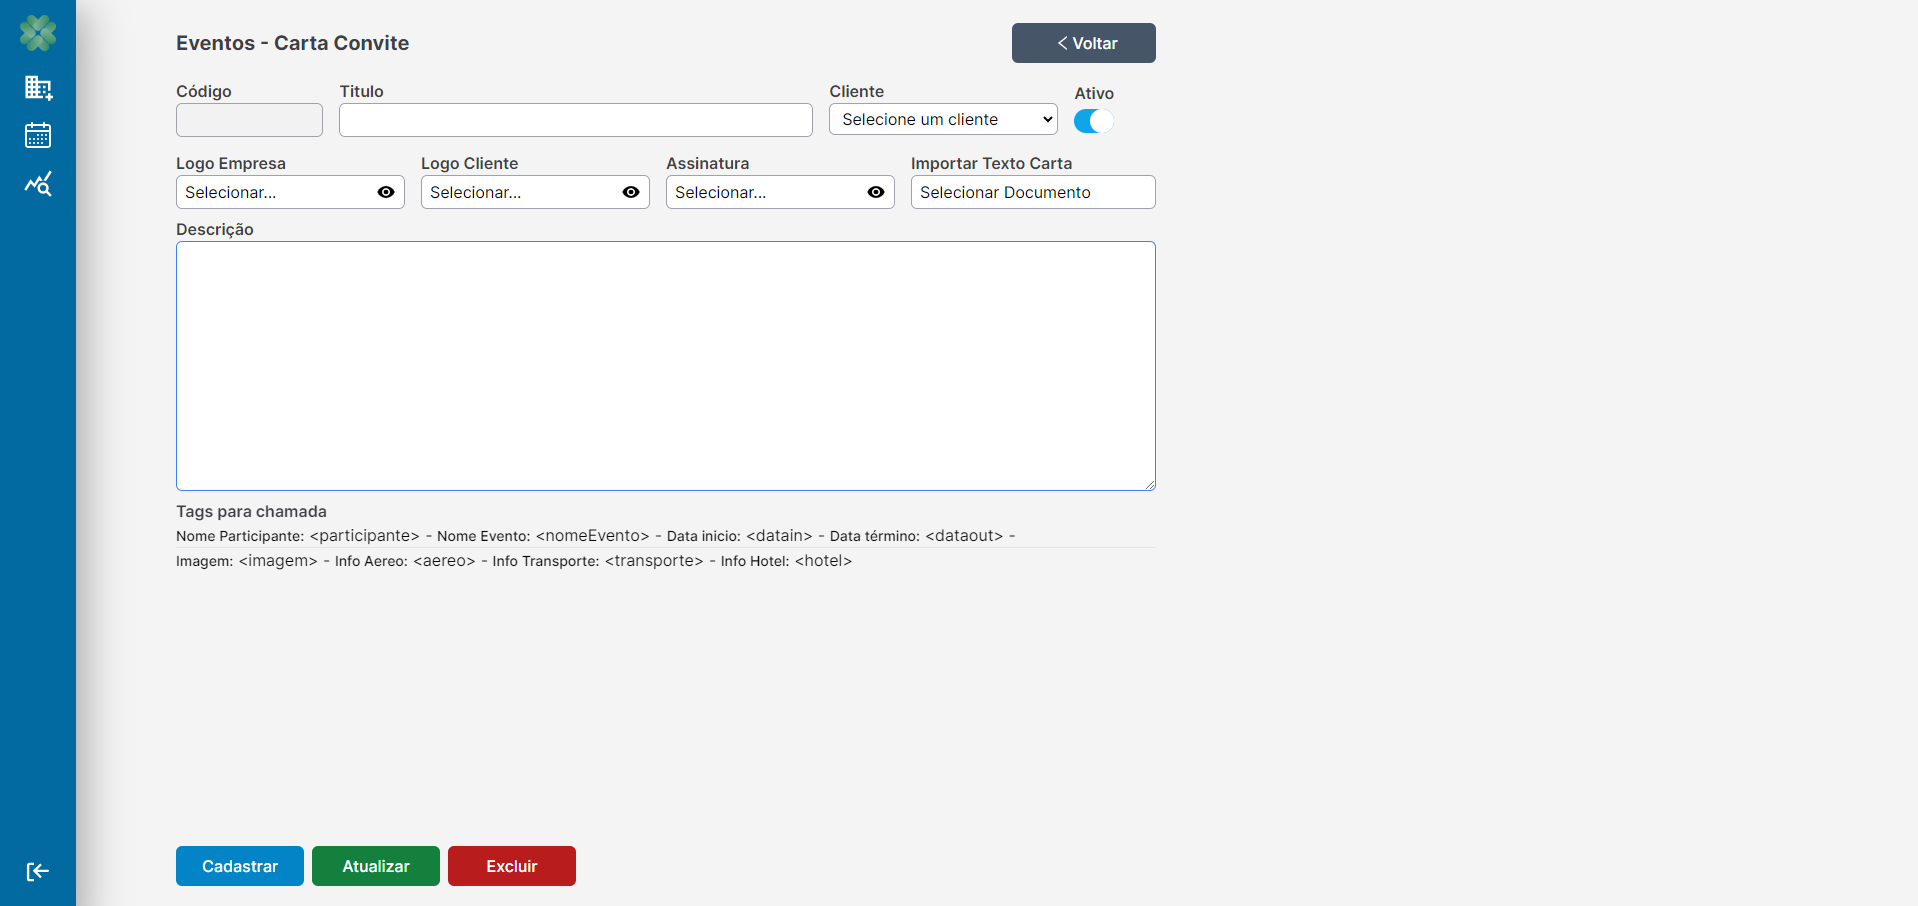 Eventos - Carta Convite
Voltar
Código
Titulo
Cliente
Ativo
Selecione um cliente
Logo Empresa
Logo Cliente
Assinatura
Importar Texto Carta
Selecionar...
Selecionar...
Selecionar...
Selecionar Documento
Descrição
Tags para chamada
Nome Participante: <participante> - Nome Evento: <nomeEvento> - Data inicio: <datain> - Data término: <dataout> -
Imagem: <imagem> - Info Aereo: <aereo> - Info Transporte: <transporte> - Info Hotel: <hotel>
Cadastrar
Atualizar
Excluir